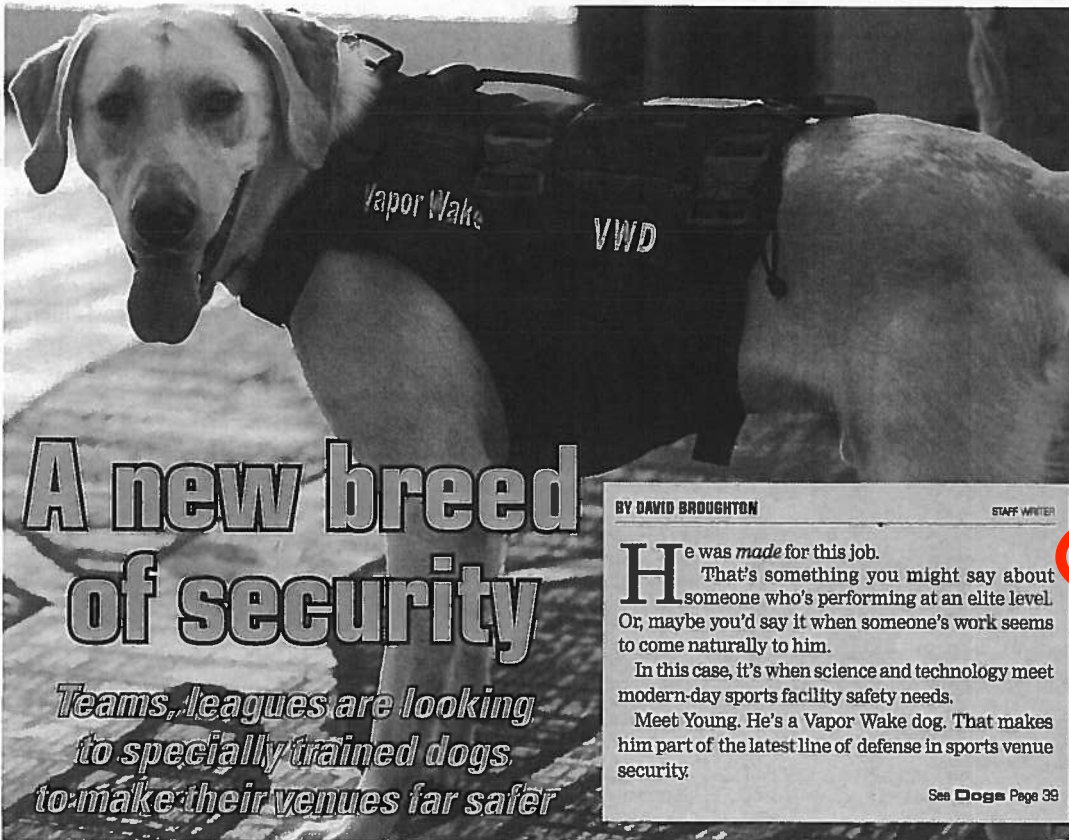 Vapor Wake
VWD
A new breed
of security
Teams, leagues are looking
to specially trained dogs
to make their venues far safer
BY DAVID BROUGHTON STAFF WRITER
He was made for this job.
That's something you might say about
someone who's performing at an elite level.
Or, maybe you'd say it when someone's work seems
to come naturally to him.
In this case, it's when science and technology meet
modern-day sports facility safety needs.
Meet Young. He's a Vapor Wake dog. That makes
him part of the latest line of defense in sports venue
security.
See Dogs Page 39